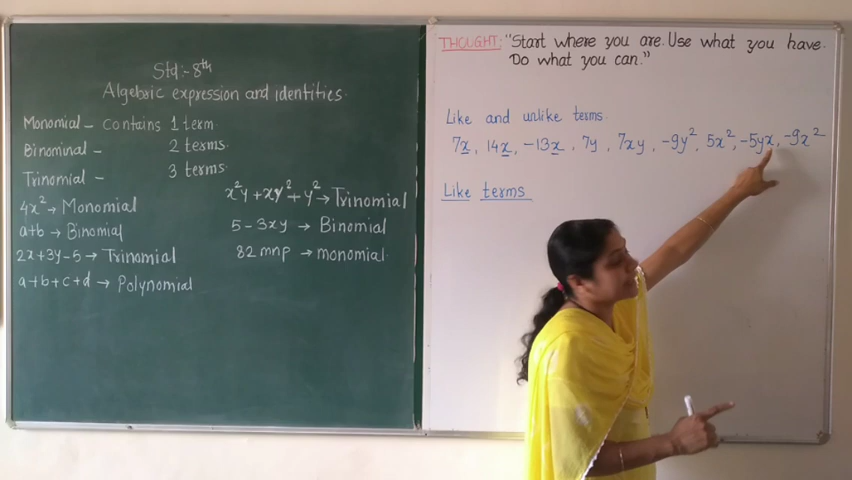 Std:- 8th
Algebraic expression and identities.
Monomial – contains 1 term.
Binominal – 2 terms.
Trinomial – 3 terms.
4x² → Monomial
a+b → Binomial
2x+3y-5 → Trinomial
a+b+c+d → Polynomial
x²y + xy² + y² → Trinomial
5 - 3xy → Binomial
82 mnp → monomial.
THOUGHT: "Start where you are. Use what you have.
Do what you can."
Like and unlike terms.
7x, 14x, -13x, 7y, 7xy, -9y², 5x², -5yx, -9x²
Like terms